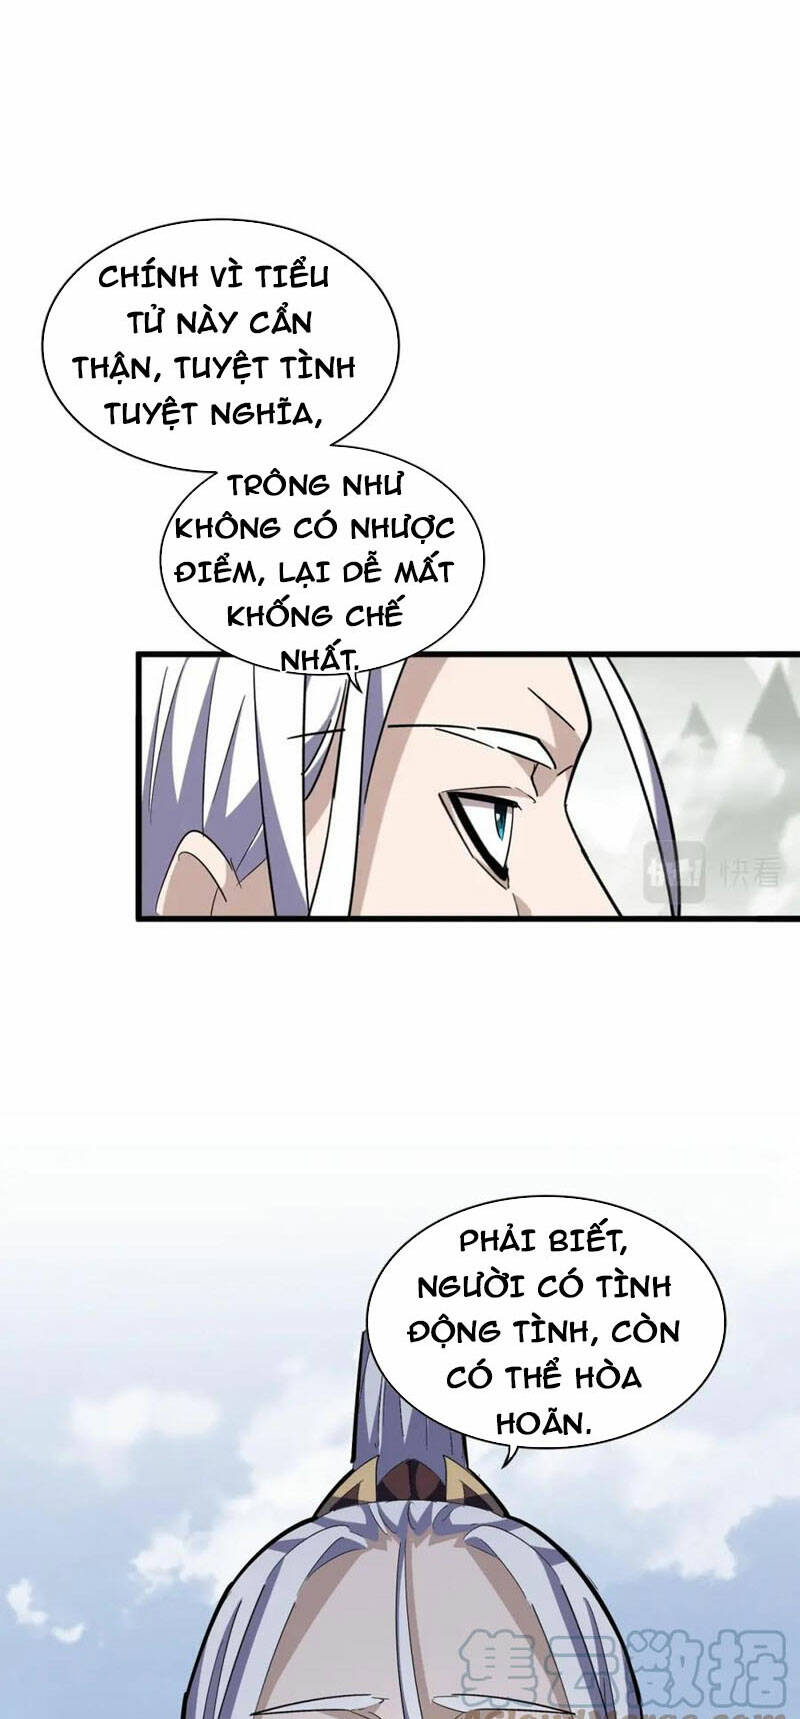 CHÍNH VÌ TIỂU
TỬ NÀY CẨN
THẬN, TUYỆT TÌNH
TUYỆT NGHĨA,
TRÔNG NHƯ
KHÔNG CÓ NHƯỢC
ĐIỂM, LẠI DỄ MẤT
KHỐNG CHẾ
NHẤT.
快看
PHẢI BIẾT,
NGƯỜI CÓ TÌNH
ĐỘNG TÌNH, CÒN
CÓ THỂ HÒA
HOÃN.
集云数据